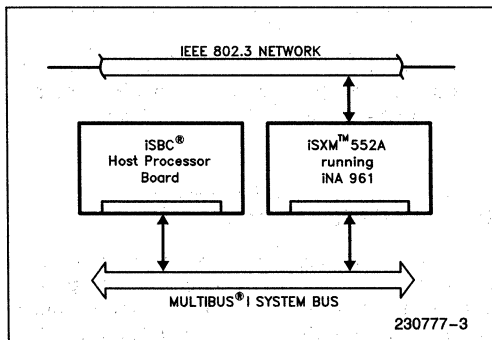 IEEE 802.3 NETWORK
iSBC®
Host Processor
Board
iSXM™ 552A
running
iNA 961
MULTIBUS® I SYSTEM BUS
230777-3